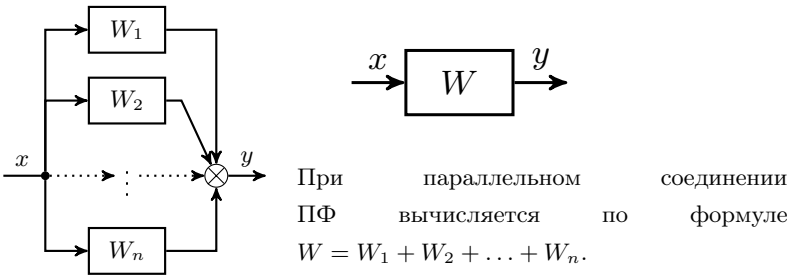 W₁
W₂
x
y
⋮
Wₙ
x
y
W
При параллельном соединении
ПФ вычисляется по формуле
W = W₁ + W₂ + … + Wₙ.